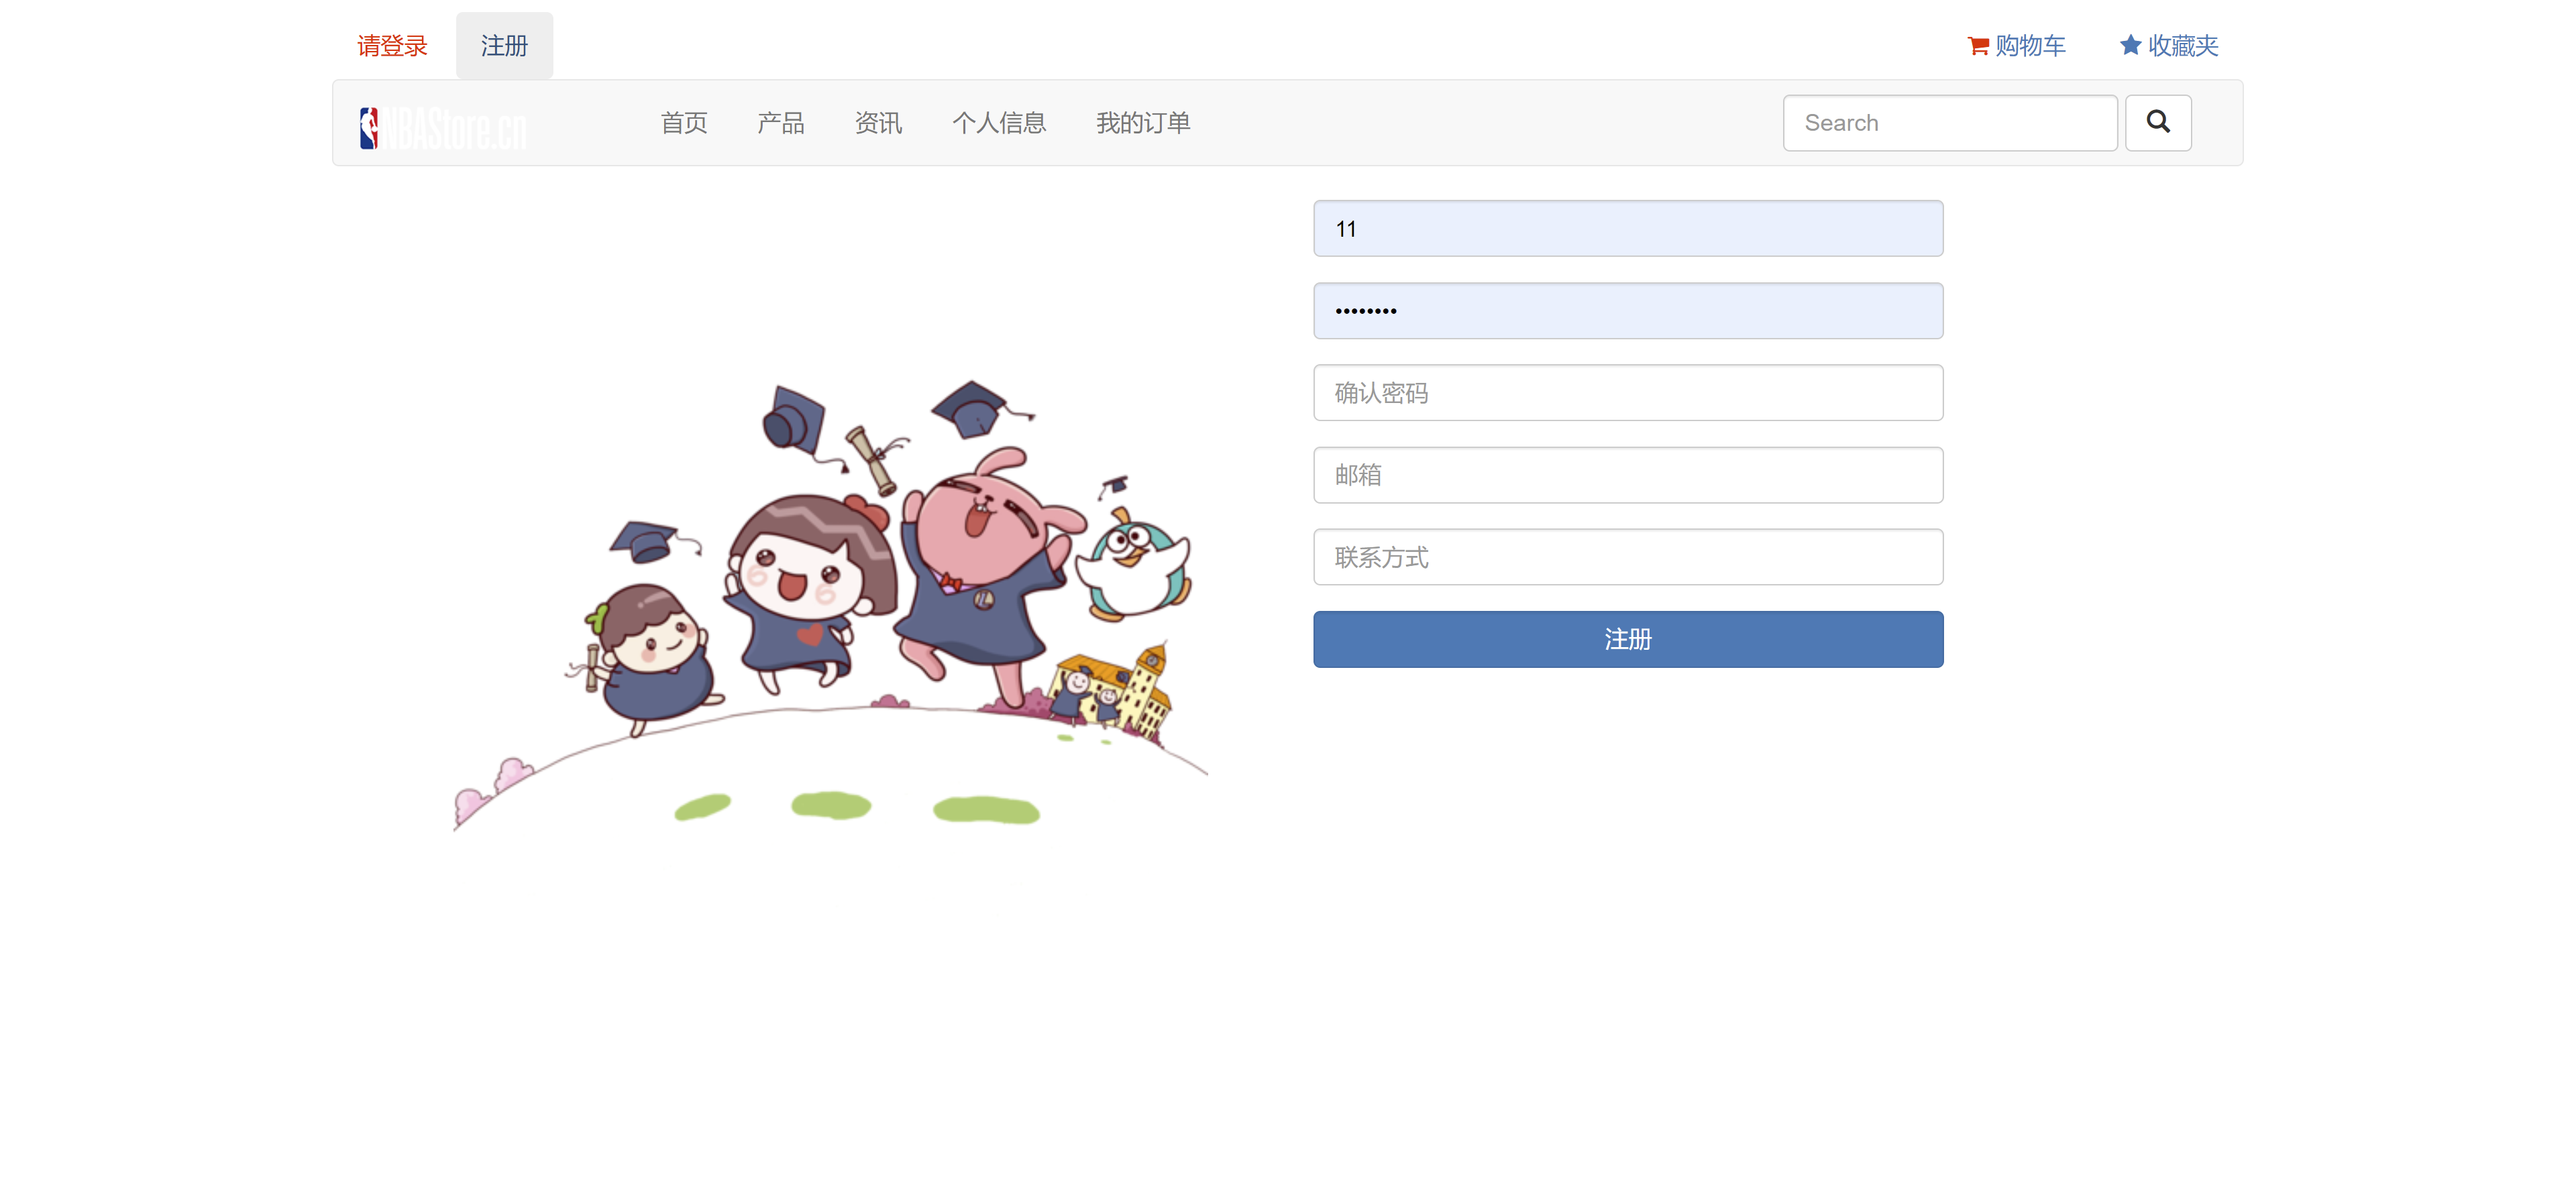 请登录 注册 购物车 收藏夹
NBAStore.cn 首页 产品 资讯 个人信息 我的订单 Search
11
••••••••
确认密码
邮箱
联系方式
注册